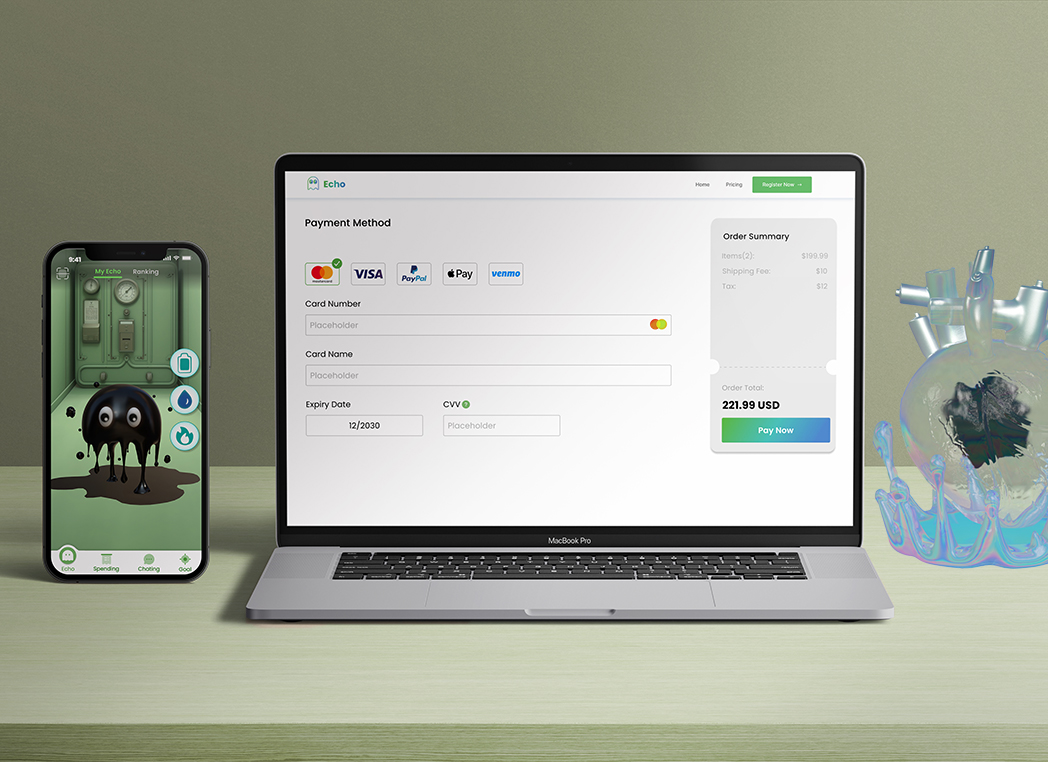 9:41
My Echo
Ranking
Echo
Spending
Chating
Goal
Echo
Home
Pricing
Register Now →
Payment Method
mastercard
VISA
PayPal
Pay
venmo
Card Number
Placeholder
Card Name
Placeholder
Expiry Date
CVV ?
12/2030
Placeholder
Order Summary
Items(2): $199.99
Shipping Fee: $10
Tax: $12
Order Total:
221.99 USD
Pay Now
MacBook Pro